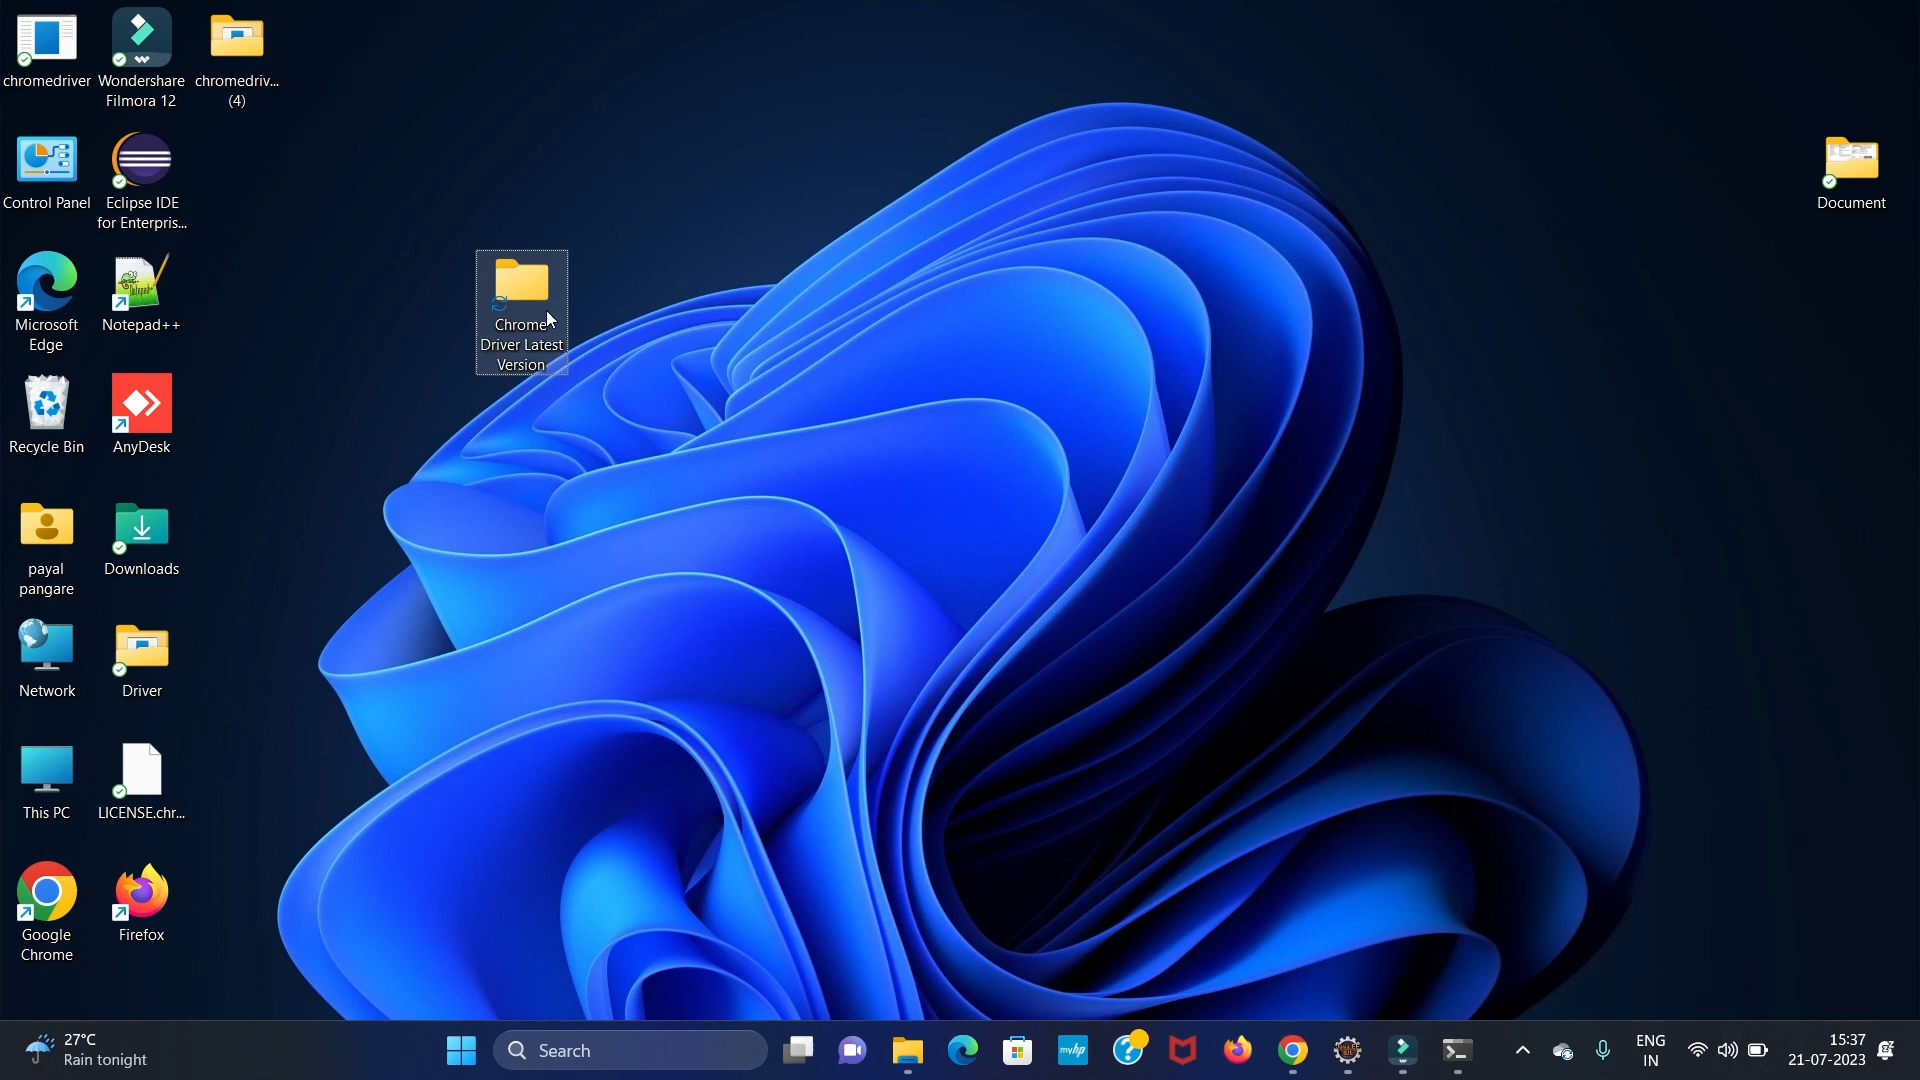 chromedriver
Wondershare
Filmora 12
chromedriv...
(4)
Control Panel
Eclipse IDE
for Enterpris...
Document
Microsoft
Edge
Notepad++
Chrome
Driver Latest
Version
Recycle Bin
AnyDesk
payal
pangare
Downloads
Network
Driver
This PC
LICENSE.chr...
Google
Chrome
Firefox
27°C
Rain tonight
Search
myhp
ENG
IN
15:37
21-07-2023